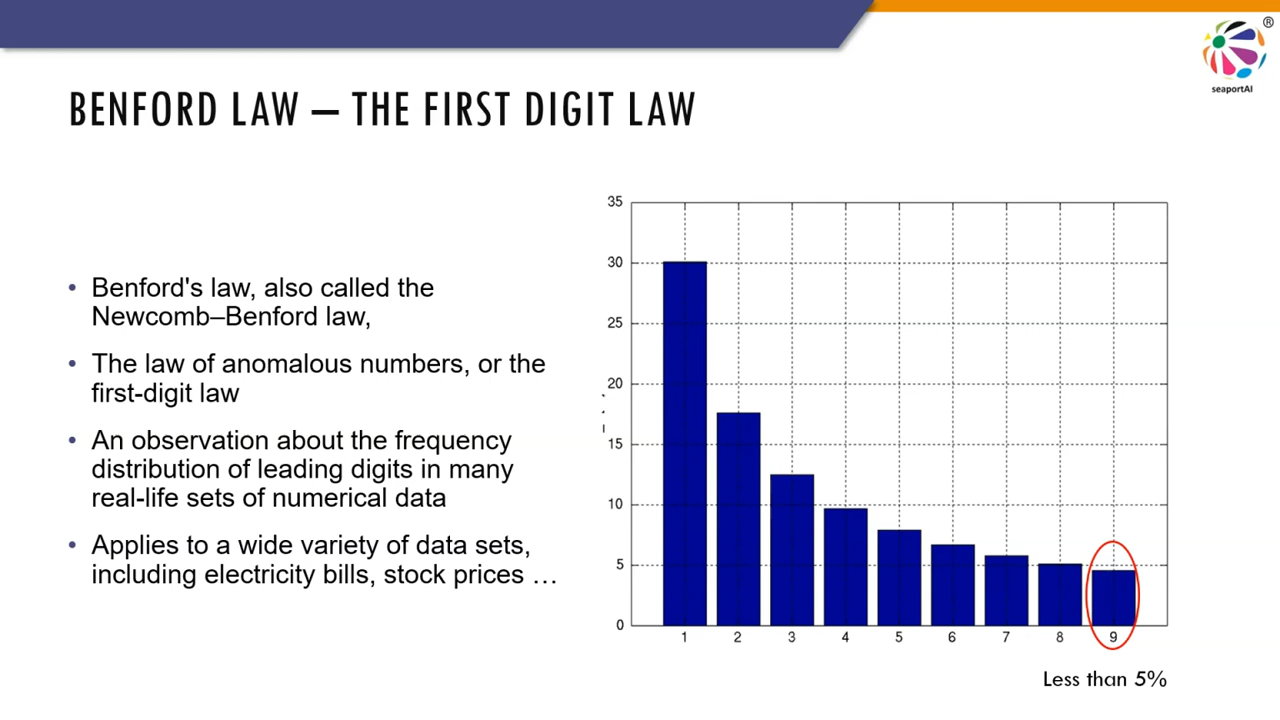 ®
seaportAI
BENFORD LAW – THE FIRST DIGIT LAW
• Benford's law, also called the
Newcomb–Benford law,
• The law of anomalous numbers, or the
first-digit law
• An observation about the frequency
distribution of leading digits in many
real-life sets of numerical data
• Applies to a wide variety of data sets,
including electricity bills, stock prices …
35
30
25
20
15
10
5
0
1 2 3 4 5 6 7 8 9
Less than 5%